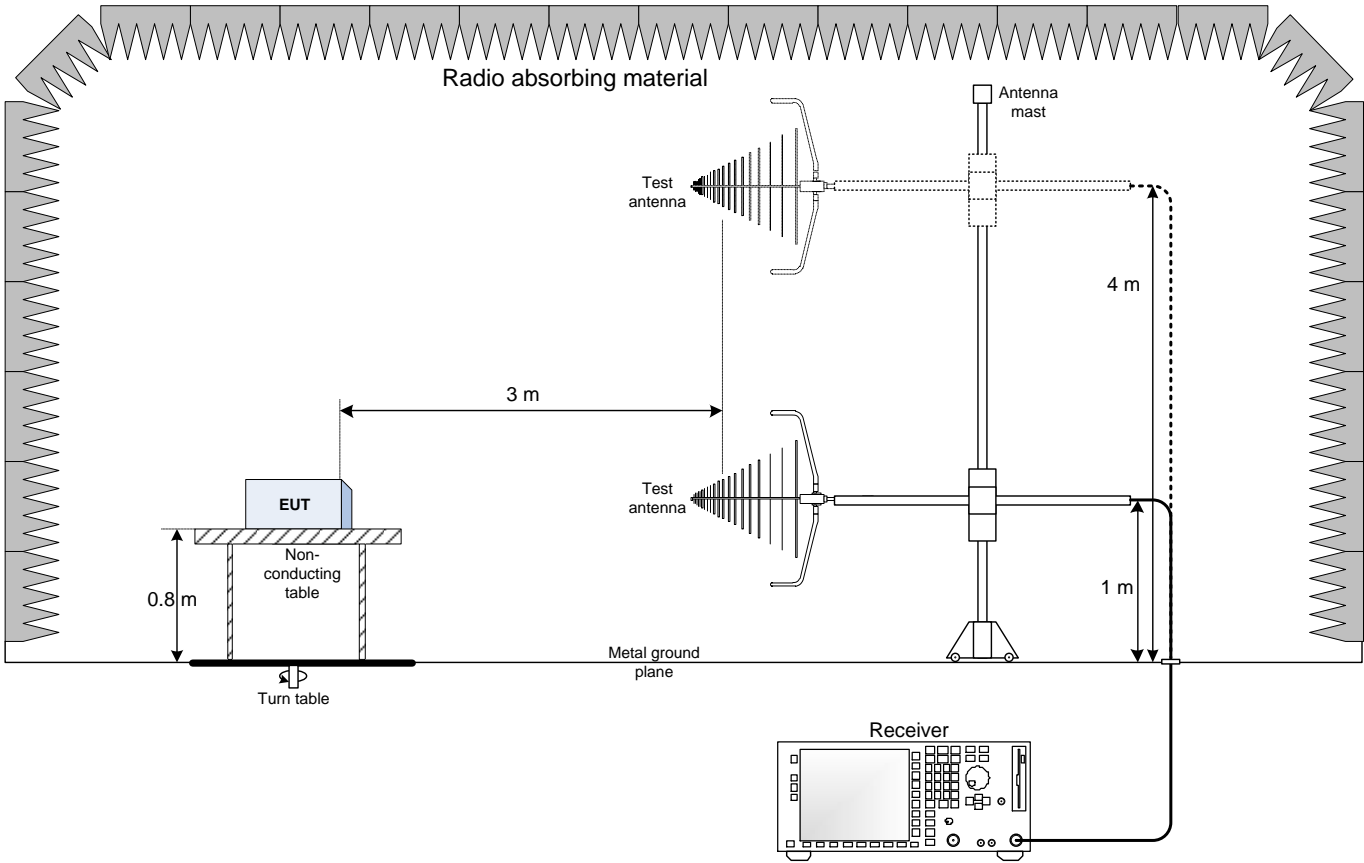 Radio absorbing material
Antenna
mast
Test
antenna
4 m
3 m
EUT
Test
antenna
Non-
conducting
table
0.8 m
1 m
Metal ground
plane
Turn table
Receiver